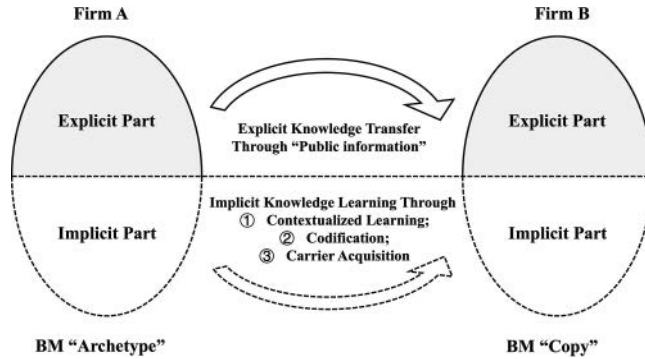 Firm A
Firm B
Explicit Part
Explicit Knowledge Transfer
Through “Public information”
Explicit Part
Implicit Part
Implicit Knowledge Learning Through
① Contextualized Learning;
② Codification;
③ Carrier Acquisition
Implicit Part
BM “Archetype”
BM “Copy”